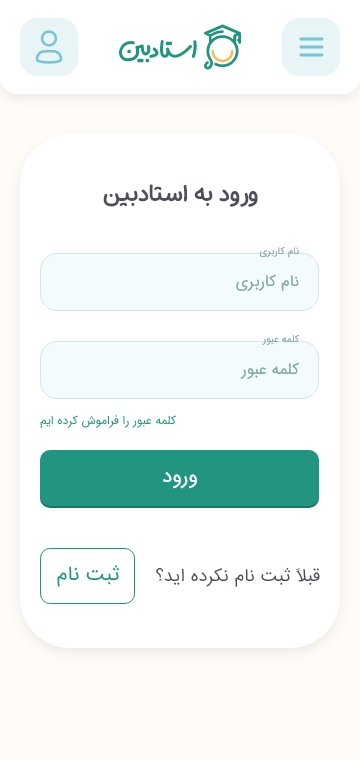 استادبین
ورود به استادبین
نام کاربری
نام کاربری
کلمه عبور
کلمه عبور
کلمه عبور را فراموش کرده ایم
ورود
قبلاً ثبت نام نکرده اید؟
ثبت نام